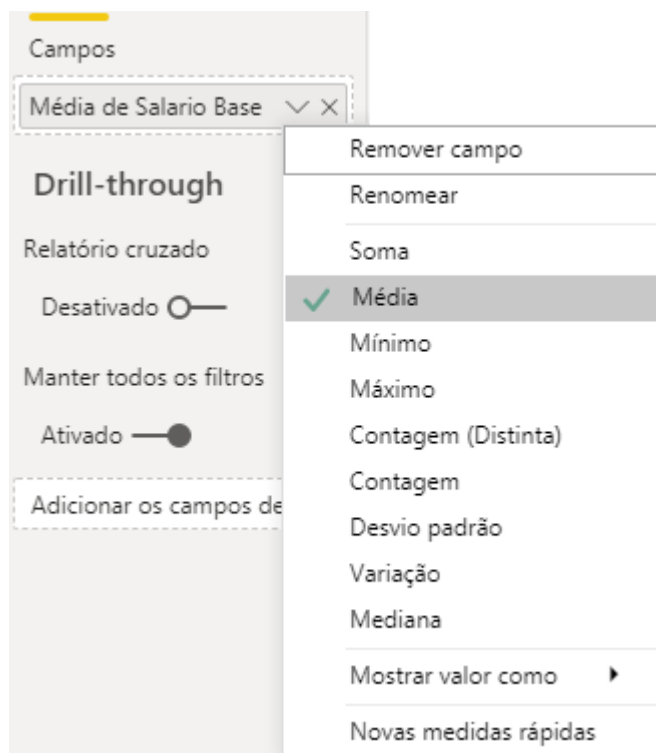 Campos
Média de Salario Base
Remover campo
Drill-through
Renomear
Relatório cruzado
Soma
Desativado
Média
Mínimo
Manter todos os filtros
Máximo
Ativado
Contagem (Distinta)
Contagem
Adicionar os campos de
Desvio padrão
Variação
Mediana
Mostrar valor como
Novas medidas rápidas